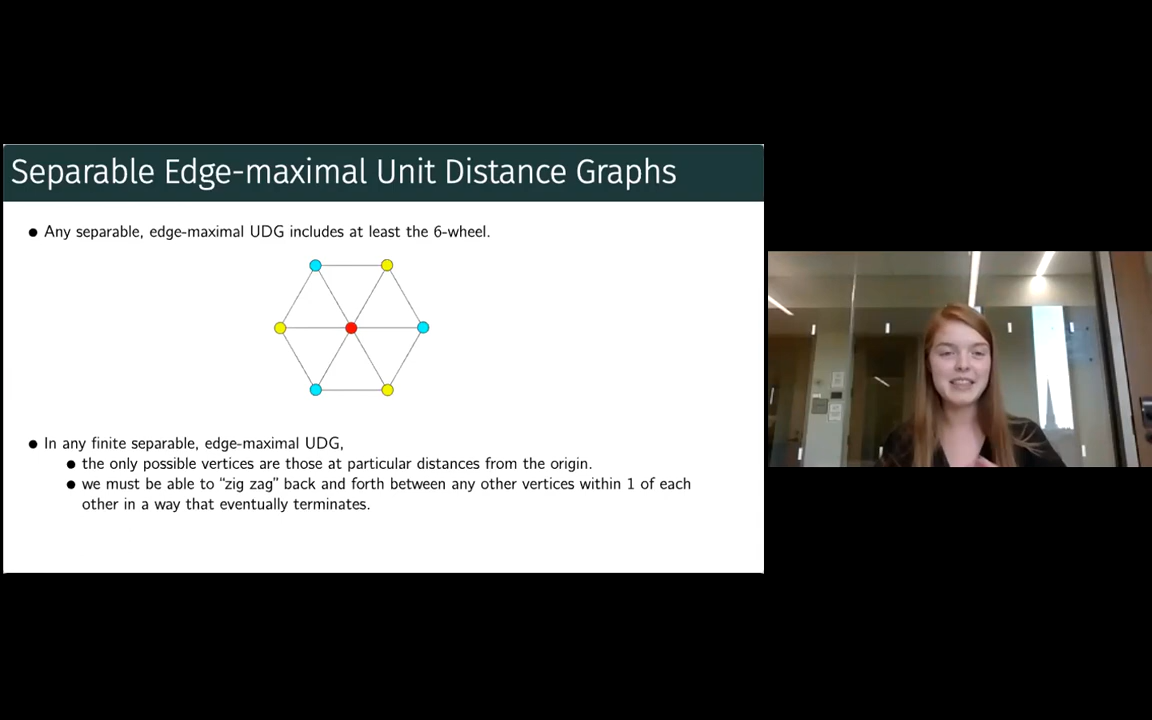 Separable Edge-maximal Unit Distance Graphs
● Any separable, edge-maximal UDG includes at least the 6-wheel.
● In any finite separable, edge-maximal UDG,
● the only possible vertices are those at particular distances from the origin.
● we must be able to “zig zag” back and forth between any other vertices within 1 of each
other in a way that eventually terminates.